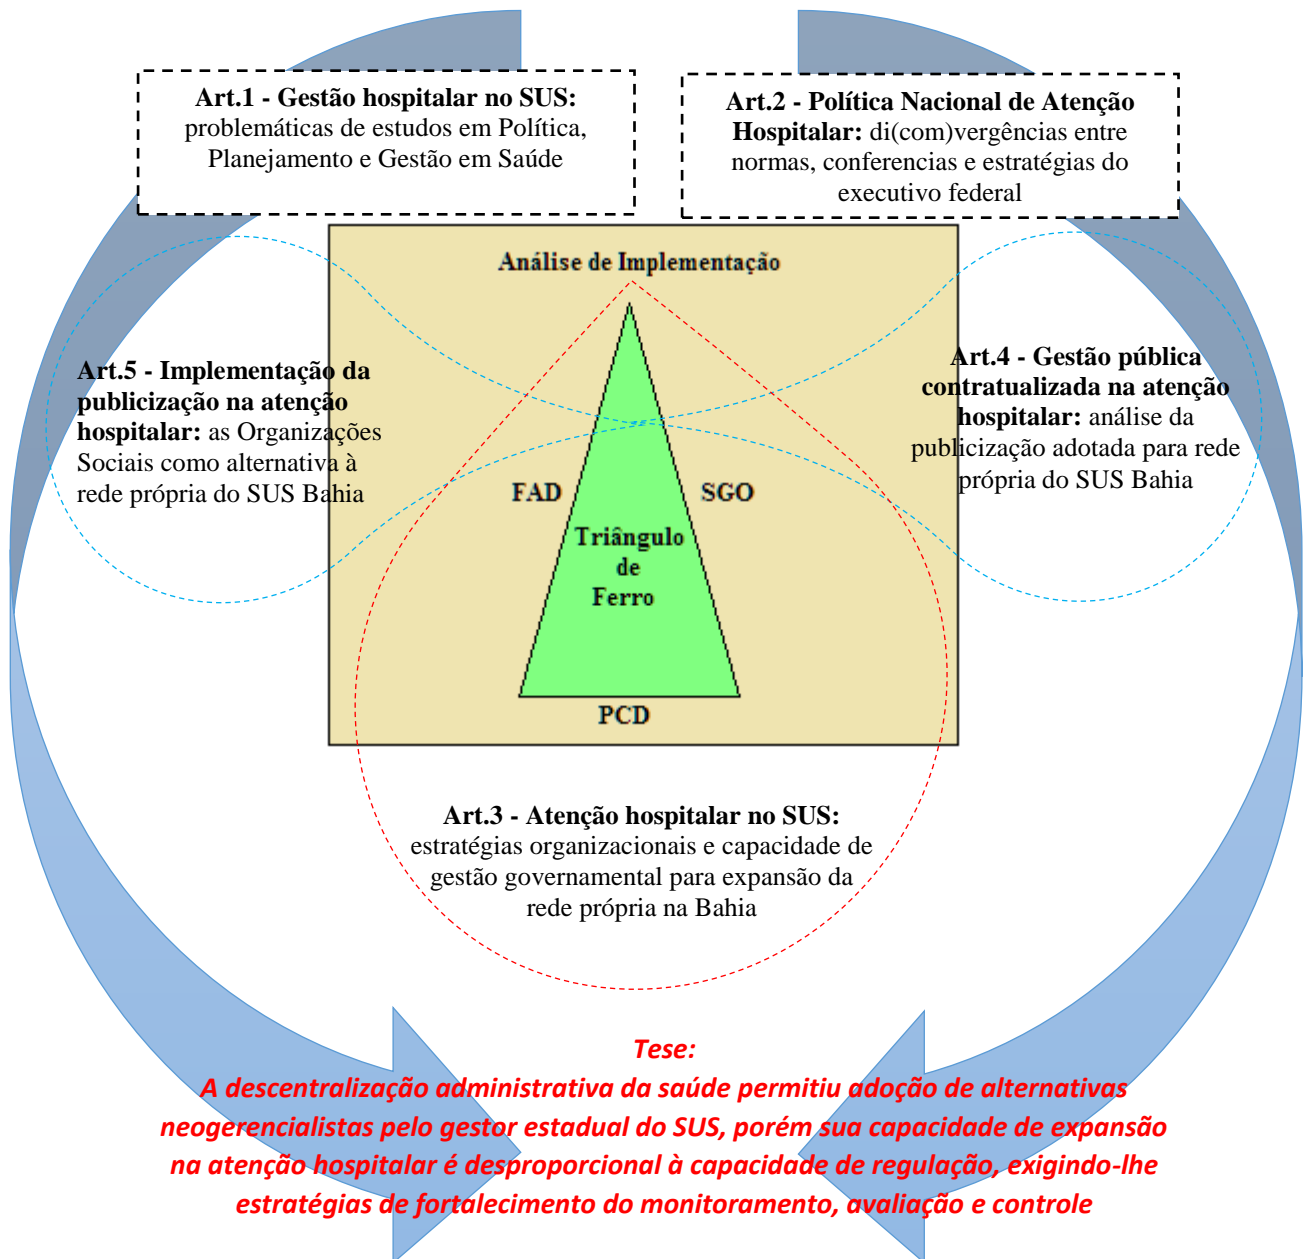 Art.1 - Gestão hospitalar no SUS:
problemáticas de estudos em Política,
Planejamento e Gestão em Saúde
Art.2 - Política Nacional de Atenção
Hospitalar: di(com)vergências entre
normas, conferencias e estratégias do
executivo federal
Análise de Implementação
Art.5 - Implementação da
publicização na atenção
hospitalar: as Organizações
Sociais como alternativa à
rede própria do SUS Bahia
FAD
SGO
Triângulo
de
Ferro
PCD
Art.4 - Gestão pública
contratualizada na atenção
hospitalar: análise da
publicização adotada para rede
própria do SUS Bahia
Art.3 - Atenção hospitalar no SUS:
estratégias organizacionais e capacidade de
gestão governamental para expansão da
rede própria na Bahia
Tese:
A descentralização administrativa da saúde permitiu adoção de alternativas
neogerencialistas pelo gestor estadual do SUS, porém sua capacidade de expansão
na atenção hospitalar é desproporcional à capacidade de regulação, exigindo-lhe
estratégias de fortalecimento do monitoramento, avaliação e controle